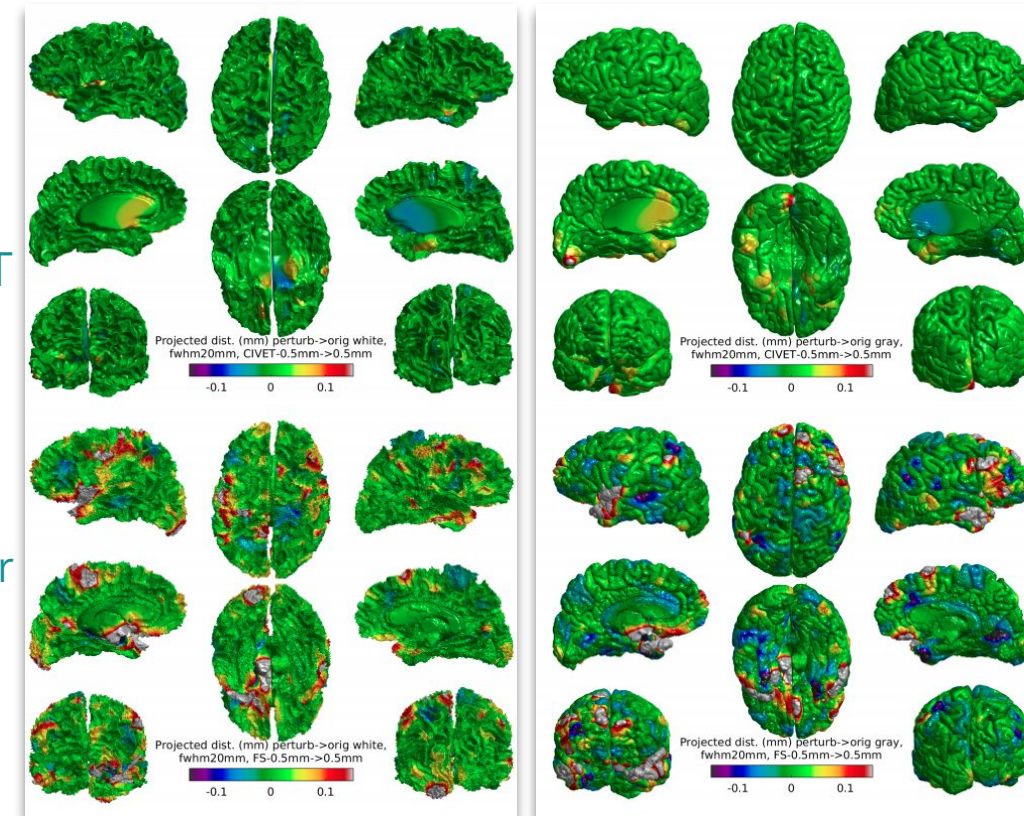 T
Projected dist. (mm) perturb->orig white,
fwhm20mm, CIVET-0.5mm->0.5mm
-0.1 0 0.1
Projected dist. (mm) perturb->orig gray,
fwhm20mm, CIVET-0.5mm->0.5mm
-0.1 0 0.1
r
Projected dist. (mm) perturb->orig white,
fwhm20mm, FS-0.5mm->0.5mm
-0.1 0 0.1
Projected dist. (mm) perturb->orig gray,
fwhm20mm, FS-0.5mm->0.5mm
-0.1 0 0.1